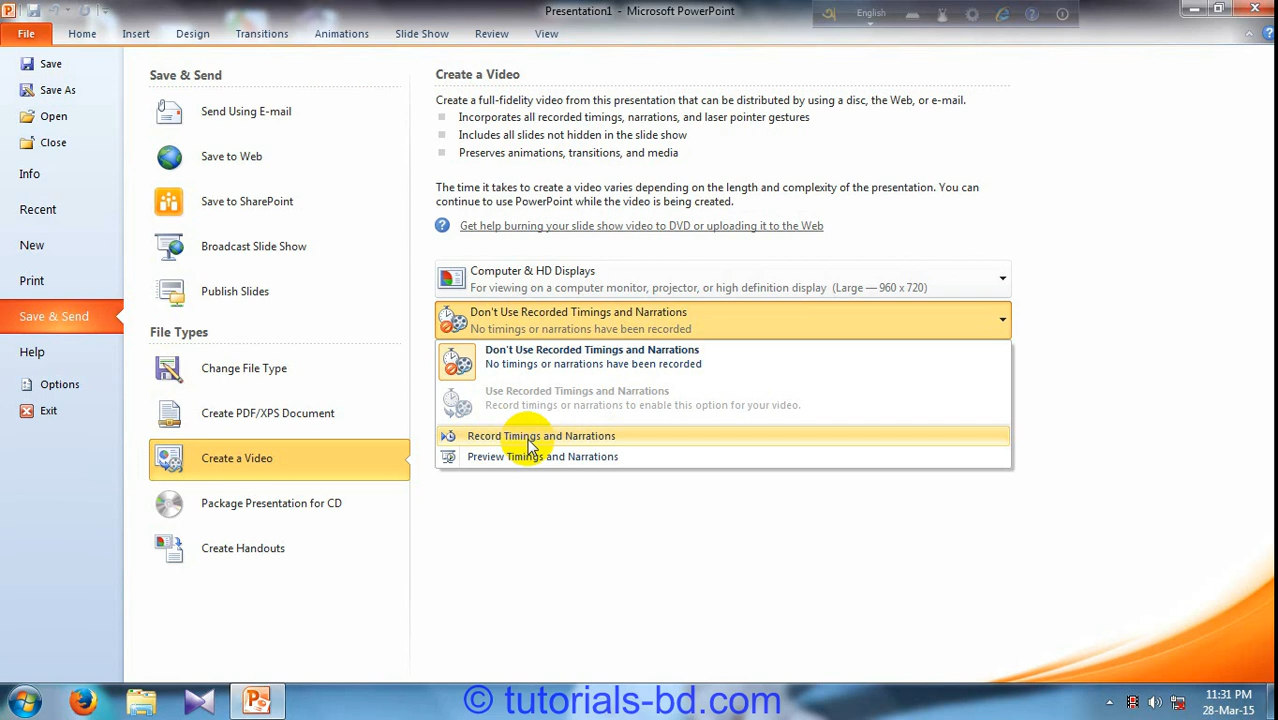 Presentation1 - Microsoft PowerPoint
English
File Home Insert Design Transitions Animations Slide Show Review View
Save
Save As
Open
Close
Info
Recent
New
Print
Save & Send
Help
Options
Exit
Save & Send
Send Using E-mail
Save to Web
Save to SharePoint
Broadcast Slide Show
Publish Slides
File Types
Change File Type
Create PDF/XPS Document
Create a Video
Package Presentation for CD
Create Handouts
Create a Video
Create a full-fidelity video from this presentation that can be distributed by using a disc, the Web, or e-mail.
Incorporates all recorded timings, narrations, and laser pointer gestures
Includes all slides not hidden in the slide show
Preserves animations, transitions, and media
The time it takes to create a video varies depending on the length and complexity of the presentation. You can
continue to use PowerPoint while the video is being created.
Get help burning your slide show video to DVD or uploading it to the Web
Computer & HD Displays
For viewing on a computer monitor, projector, or high definition display (Large — 960 x 720)
Don't Use Recorded Timings and Narrations
No timings or narrations have been recorded
Don't Use Recorded Timings and Narrations
No timings or narrations have been recorded
Use Recorded Timings and Narrations
Record timings or narrations to enable this option for your video.
Record Timings and Narrations
Preview Timings and Narrations
© tutorials-bd.com
11:31 PM
28-Mar-15